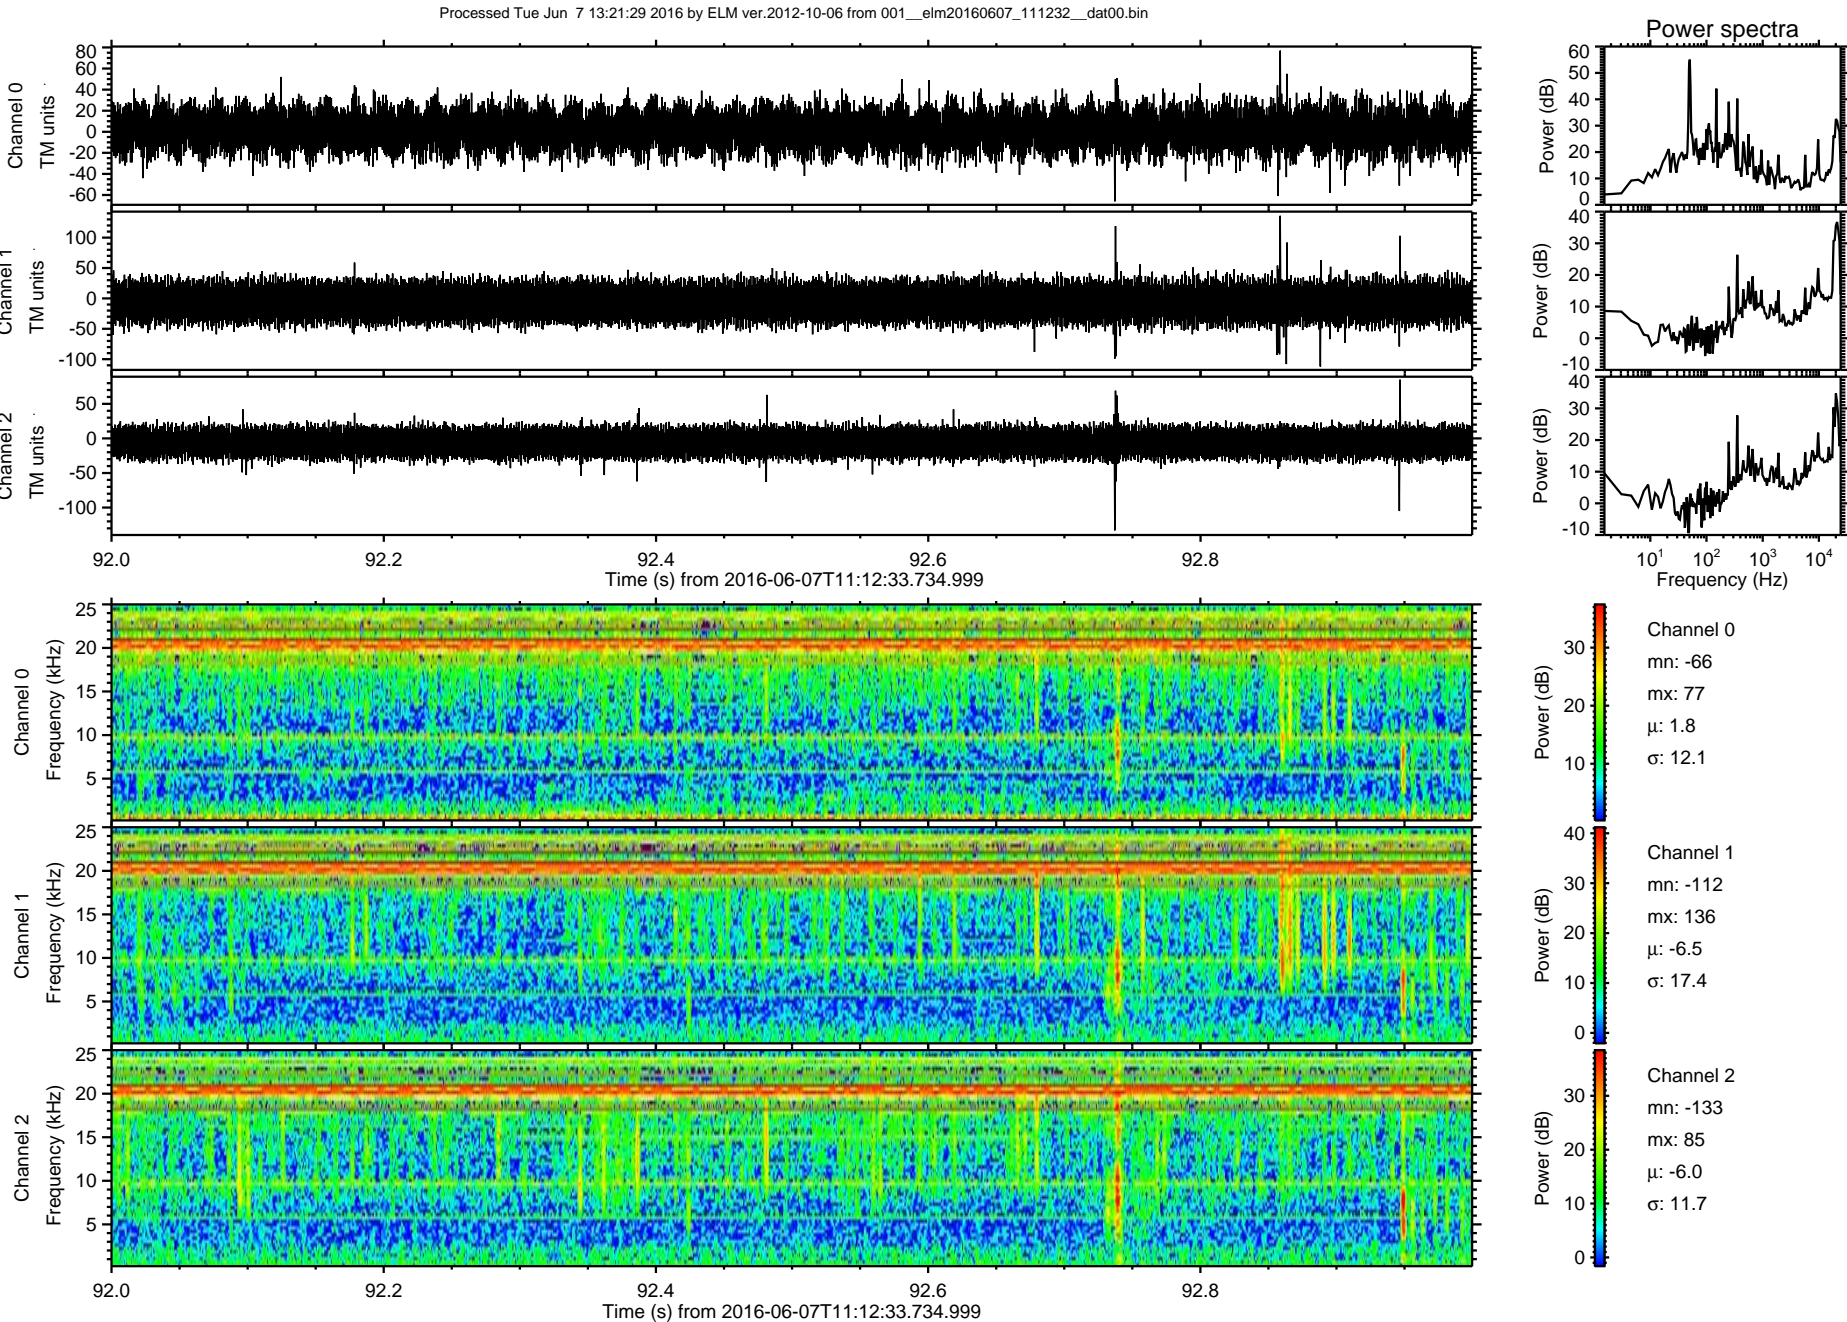 Processed Tue Jun  7 13:21:29 2016 by ELM ver.2012-10-06 from 001__elm20160607_111232__dat00.bin
Power spectra
Channel 0
TM units
80
60
40
20
0
-20
-40
-60
Power (dB)
60
50
40
30
20
10
0
Channel 1
TM units
100
50
0
-50
-100
Power (dB)
40
30
20
10
0
-10
Channel 2
TM units
50
0
-50
-100
Power (dB)
40
30
20
10
0
-10
92.0 92.2 92.4 92.6 92.8
Time (s) from 2016-06-07T11:12:33.734.999
10^1 10^2 10^3 10^4
Frequency (Hz)
Channel 0
Frequency (kHz)
25
20
15
10
5
Power (dB)
30
20
10
Channel 0
mn: -66
mx: 77
μ: 1.8
σ: 12.1
Channel 1
Frequency (kHz)
25
20
15
10
5
Power (dB)
40
30
20
10
0
Channel 1
mn: -112
mx: 136
μ: -6.5
σ: 17.4
Channel 2
Frequency (kHz)
25
20
15
10
5
Power (dB)
30
20
10
0
Channel 2
mn: -133
mx: 85
μ: -6.0
σ: 11.7
92.0 92.2 92.4 92.6 92.8
Time (s) from 2016-06-07T11:12:33.734.999